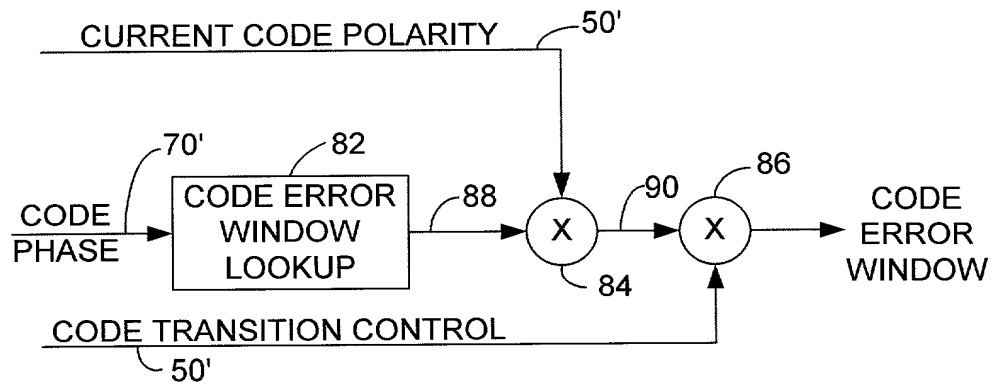 CURRENT CODE POLARITY
50'
70'
82
CODE
PHASE
CODE ERROR
WINDOW
LOOKUP
88
X
84
90
86
X
CODE
ERROR
WINDOW
CODE TRANSITION CONTROL
50'